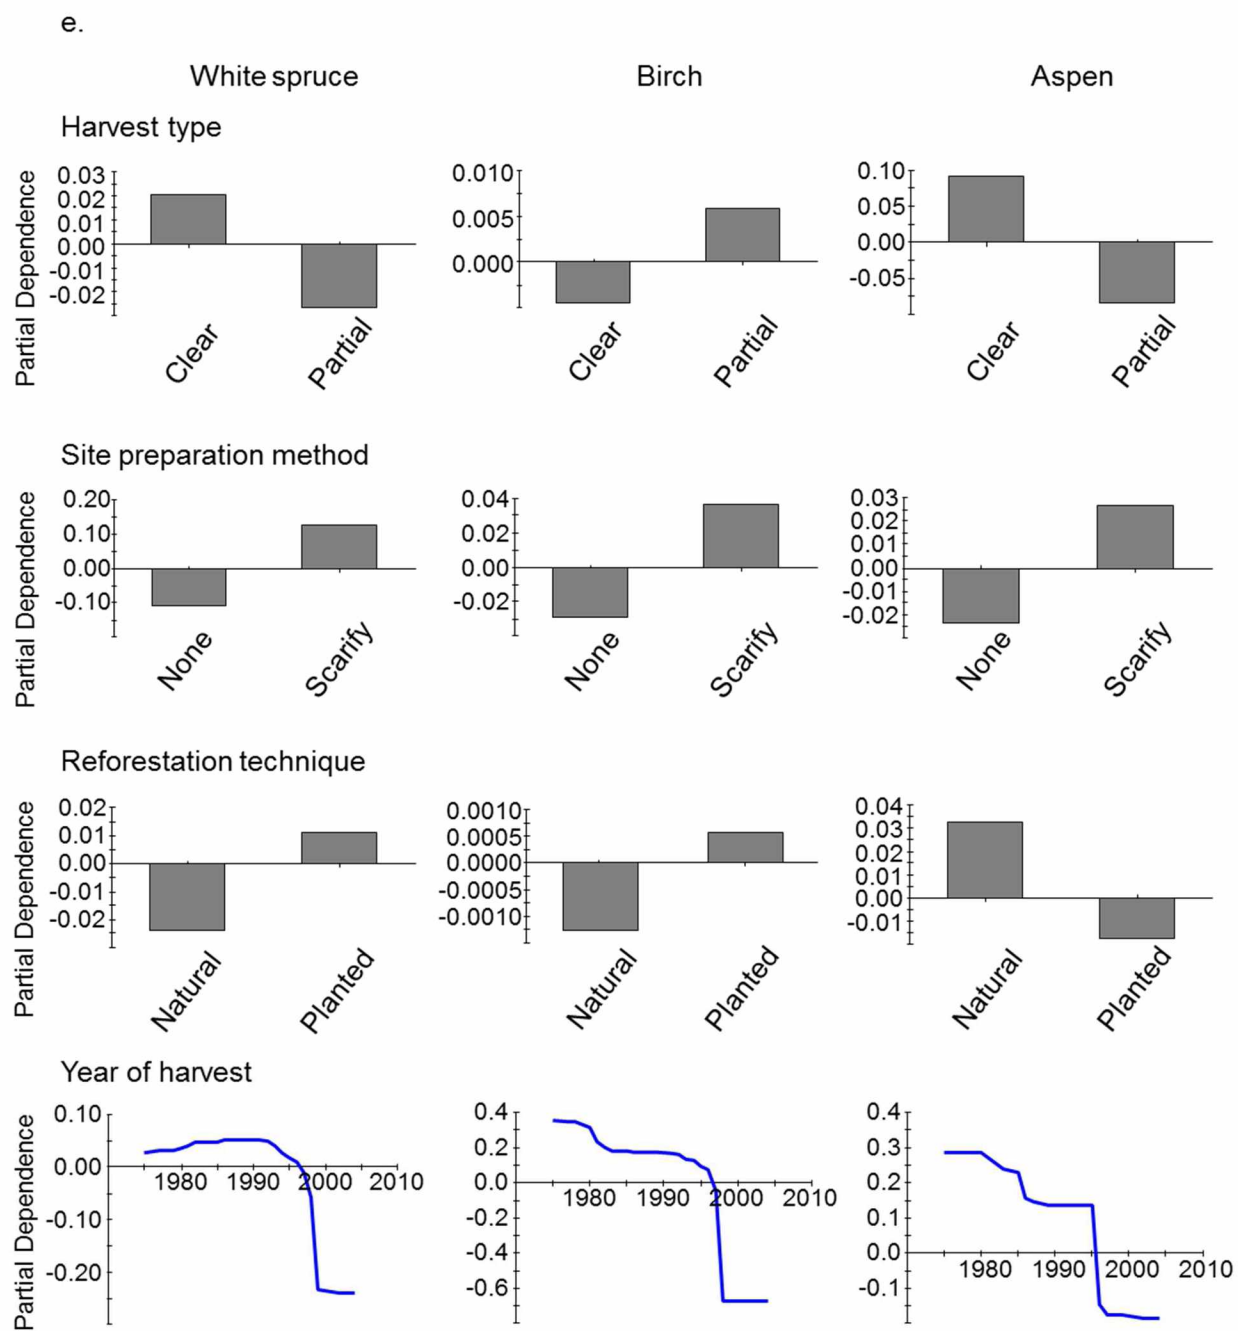 e.
White spruce
Birch
Aspen
Harvest type
Partial Dependence
0.03
0.02
0.01
0.00
-0.01
-0.02
Clear
Partial
0.010
0.005
0.000
Clear
Partial
0.10
0.05
0.00
-0.05
Clear
Partial
Site preparation method
Partial Dependence
0.20
0.10
0.00
-0.10
None
Scarify
0.04
0.02
0.00
-0.02
None
Scarify
0.03
0.02
0.01
0.00
-0.01
-0.02
None
Scarify
Reforestation technique
Partial Dependence
0.02
0.01
0.00
-0.01
-0.02
Natural
Planted
0.0010
0.0005
0.0000
-0.0005
-0.0010
Natural
Planted
0.04
0.03
0.02
0.01
0.00
-0.01
Natural
Planted
Year of harvest
Partial Dependence
0.10
0.00
-0.10
-0.20
1980 1990 2000 2010
0.4
0.2
0.0
-0.2
-0.4
-0.6
1980 1990 2000 2010
0.4
0.3
0.2
0.1
0.0
-0.1
1980 1990 2000 2010